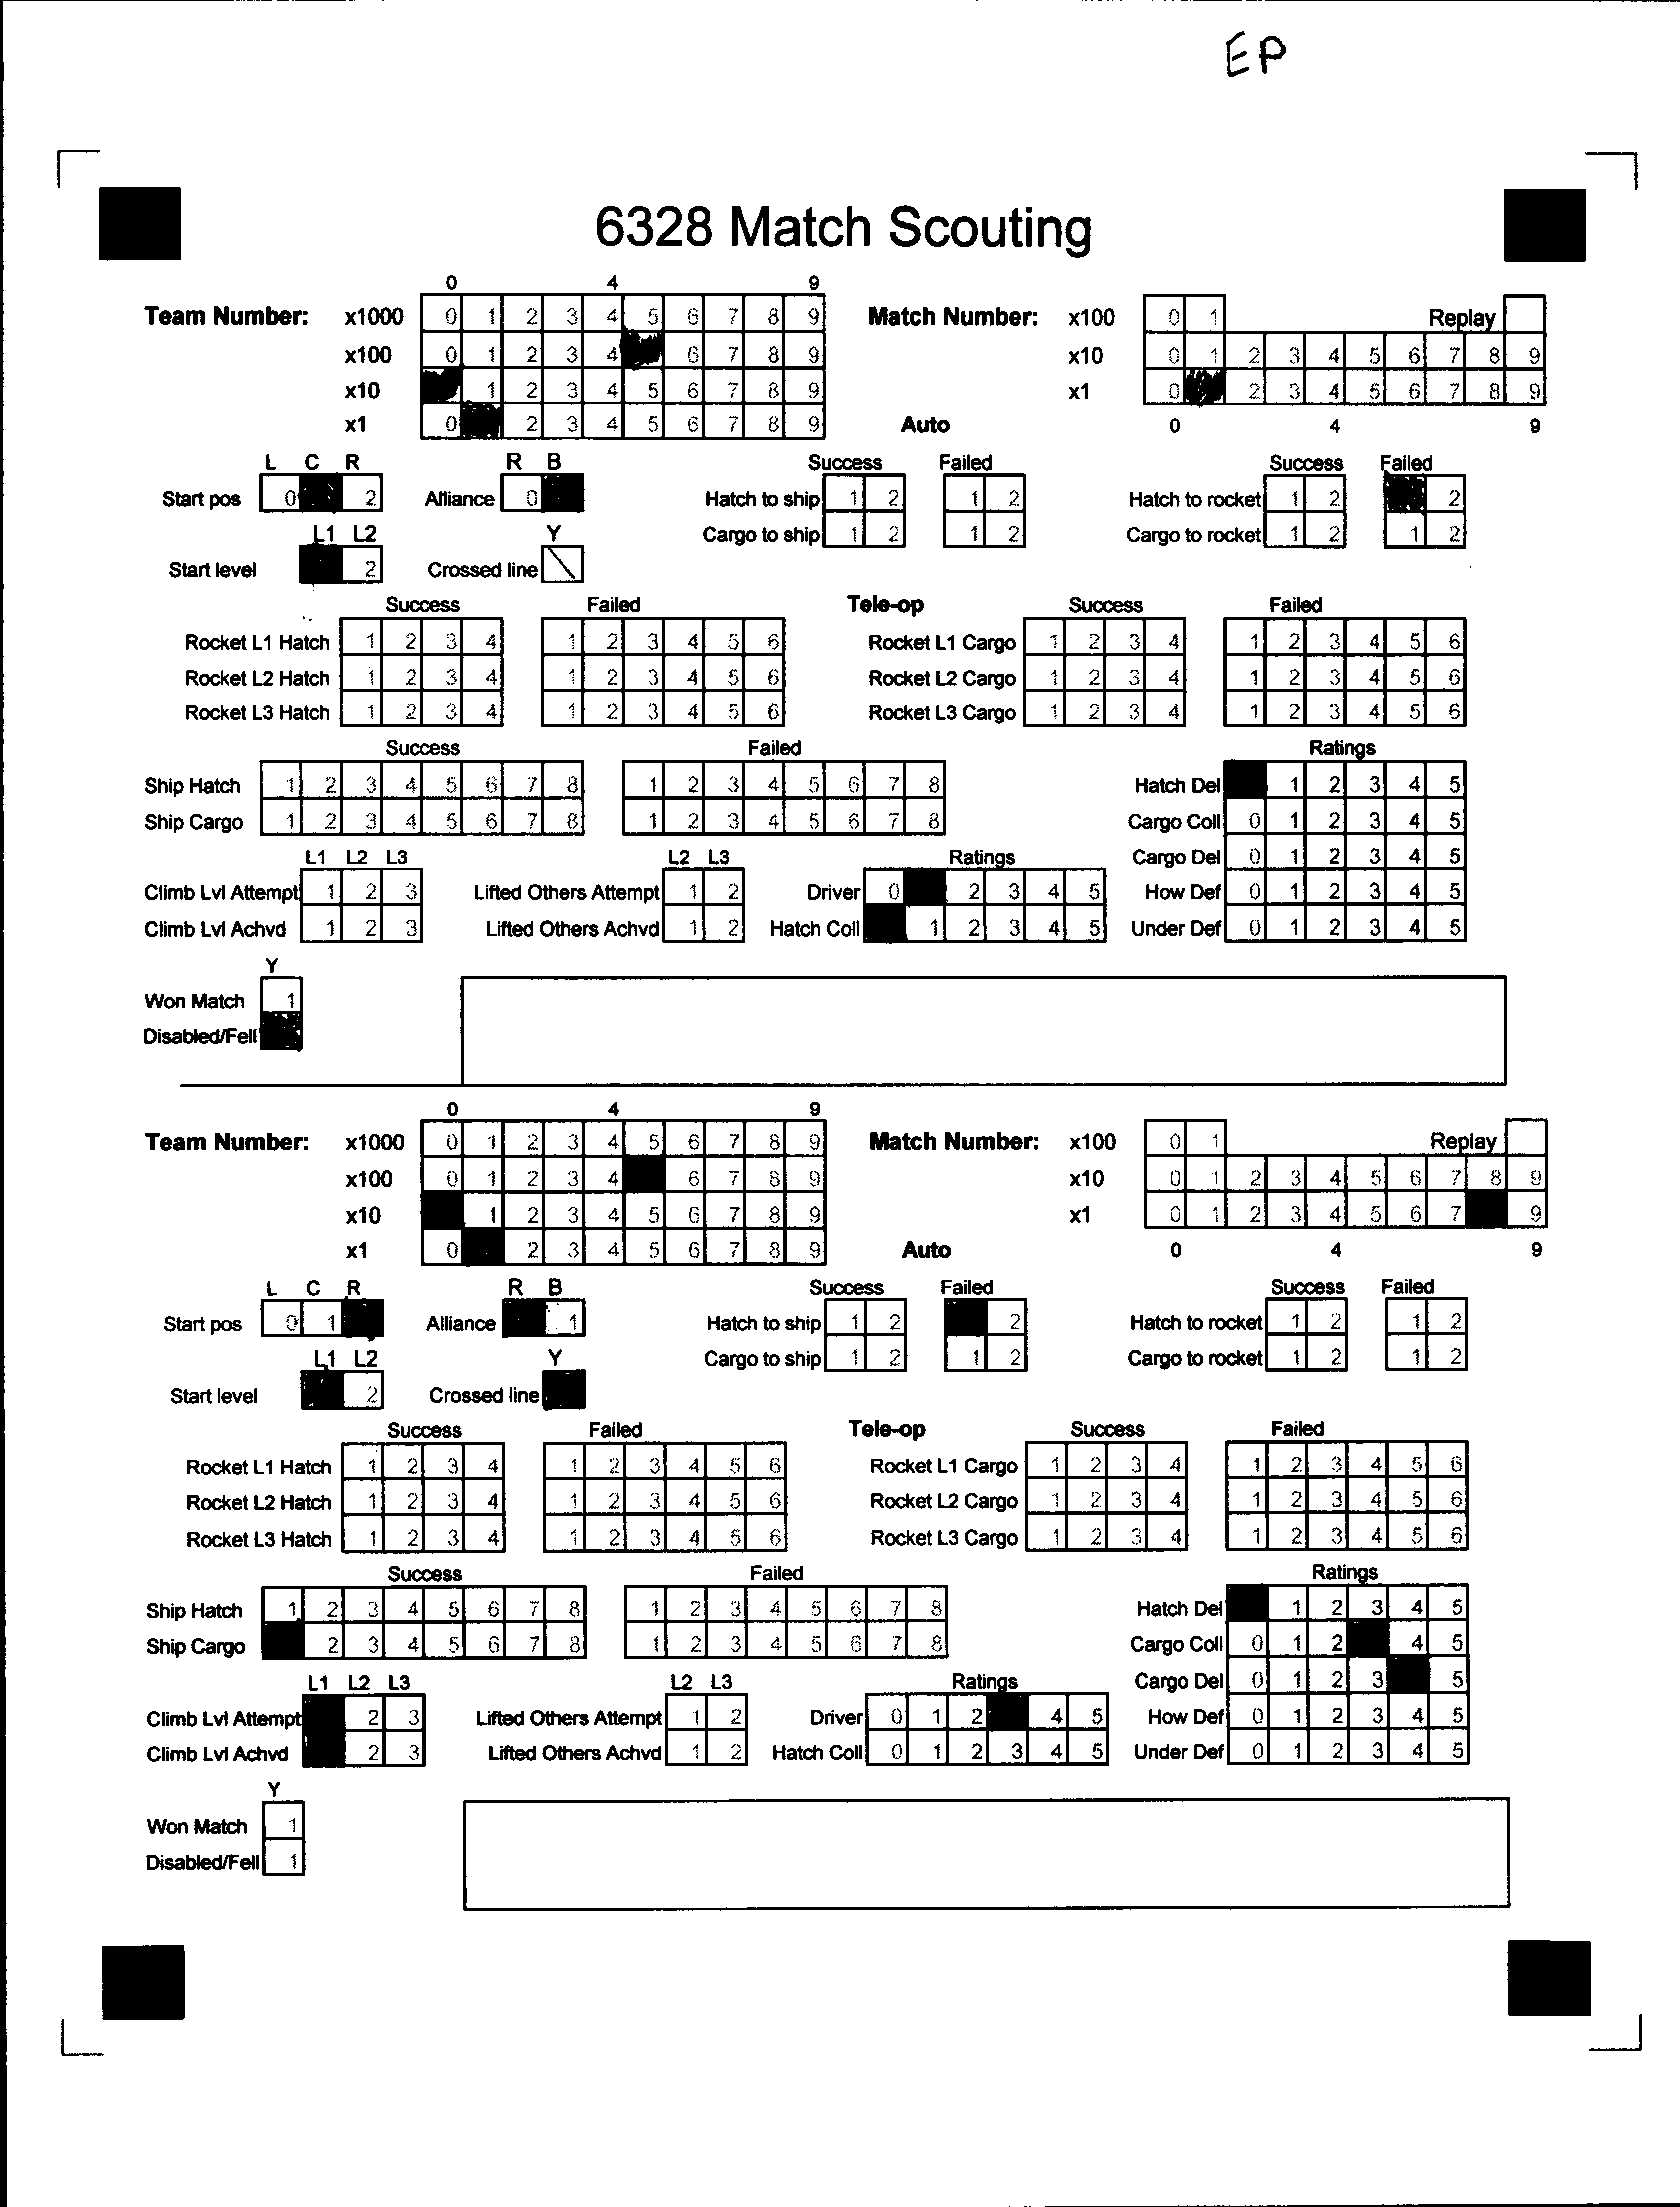 EP
6328 Match Scouting
0 4 9
Team Number: x1000 0 1 2 3 4 5 6 7 8 9 Match Number: x100 0 1 Replay
x100 0 1 2 3 4 6 7 8 9 x10 0 1 2 3 4 5 6 7 8 9
x10 1 2 3 4 5 6 7 8 9 x1 0 2 3 4 5 6 7 8 9
x1 0 2 3 4 5 6 7 8 9 Auto 0 4 9
L C R R B Success Failed Success Failed
Start pos 0 2 Alliance 0 Hatch to ship 1 2 1 2 Hatch to rocket 1 2 2
L1 L2 Y Cargo to ship 1 2 1 2 Cargo to rocket 1 2 1 2
Start level 2 Crossed line
Success Failed Tele-op Success Failed
Rocket L1 Hatch 1 2 3 4 1 2 3 4 5 6 Rocket L1 Cargo 1 2 3 4 1 2 3 4 5 6
Rocket L2 Hatch 1 2 3 4 1 2 3 4 5 6 Rocket L2 Cargo 1 2 3 4 1 2 3 4 5 6
Rocket L3 Hatch 1 2 3 4 1 2 3 4 5 6 Rocket L3 Cargo 1 2 3 4 1 2 3 4 5 6
Success Failed Ratings
Ship Hatch 1 2 3 4 5 6 7 8 1 2 3 4 5 6 7 8 Hatch Del 1 2 3 4 5
Ship Cargo 1 2 3 4 5 6 7 8 1 2 3 4 5 6 7 8 Cargo Coll 0 1 2 3 4 5
L1 L2 L3 L2 L3 Ratings Cargo Del 0 1 2 3 4 5
Climb Lvl Attempt 1 2 3 Lifted Others Attempt 1 2 Driver 0 2 3 4 5 How Def 0 1 2 3 4 5
Climb Lvl Achvd 1 2 3 Lifted Others Achvd 1 2 Hatch Coll 1 2 3 4 5 Under Def 0 1 2 3 4 5
Y
Won Match 1
Disabled/Fell
0 4 9
Team Number: x1000 0 1 2 3 4 5 6 7 8 9 Match Number: x100 0 1 Replay
x100 0 1 2 3 4 6 7 8 9 x10 0 1 2 3 4 5 6 7 8 9
x10 1 2 3 4 5 6 7 8 9 x1 0 1 2 3 4 5 6 7 9
x1 0 2 3 4 5 6 7 8 9 Auto 0 4 9
L C R R B Success Failed Success Failed
Start pos 0 1 Alliance 1 Hatch to ship 1 2 2 Hatch to rocket 1 2 1 2
L1 L2 Y Cargo to ship 1 2 1 2 Cargo to rocket 1 2 1 2
Start level 2 Crossed line
Success Failed Tele-op Success Failed
Rocket L1 Hatch 1 2 3 4 1 2 3 4 5 6 Rocket L1 Cargo 1 2 3 4 1 2 3 4 5 6
Rocket L2 Hatch 1 2 3 4 1 2 3 4 5 6 Rocket L2 Cargo 1 2 3 4 1 2 3 4 5 6
Rocket L3 Hatch 1 2 3 4 1 2 3 4 5 6 Rocket L3 Cargo 1 2 3 4 1 2 3 4 5 6
Success Failed Ratings
Ship Hatch 1 2 3 4 5 6 7 8 1 2 3 4 5 6 7 8 Hatch Del 1 2 3 4 5
Ship Cargo 2 3 4 5 6 7 8 1 2 3 4 5 6 7 8 Cargo Coll 0 1 2 4 5
L1 L2 L3 L2 L3 Ratings Cargo Del 0 1 2 3 5
Climb Lvl Attempt 2 3 Lifted Others Attempt 1 2 Driver 0 1 2 4 5 How Def 0 1 2 3 4 5
Climb Lvl Achvd 2 3 Lifted Others Achvd 1 2 Hatch Coll 0 1 2 3 4 5 Under Def 0 1 2 3 4 5
Y
Won Match 1
Disabled/Fell 1